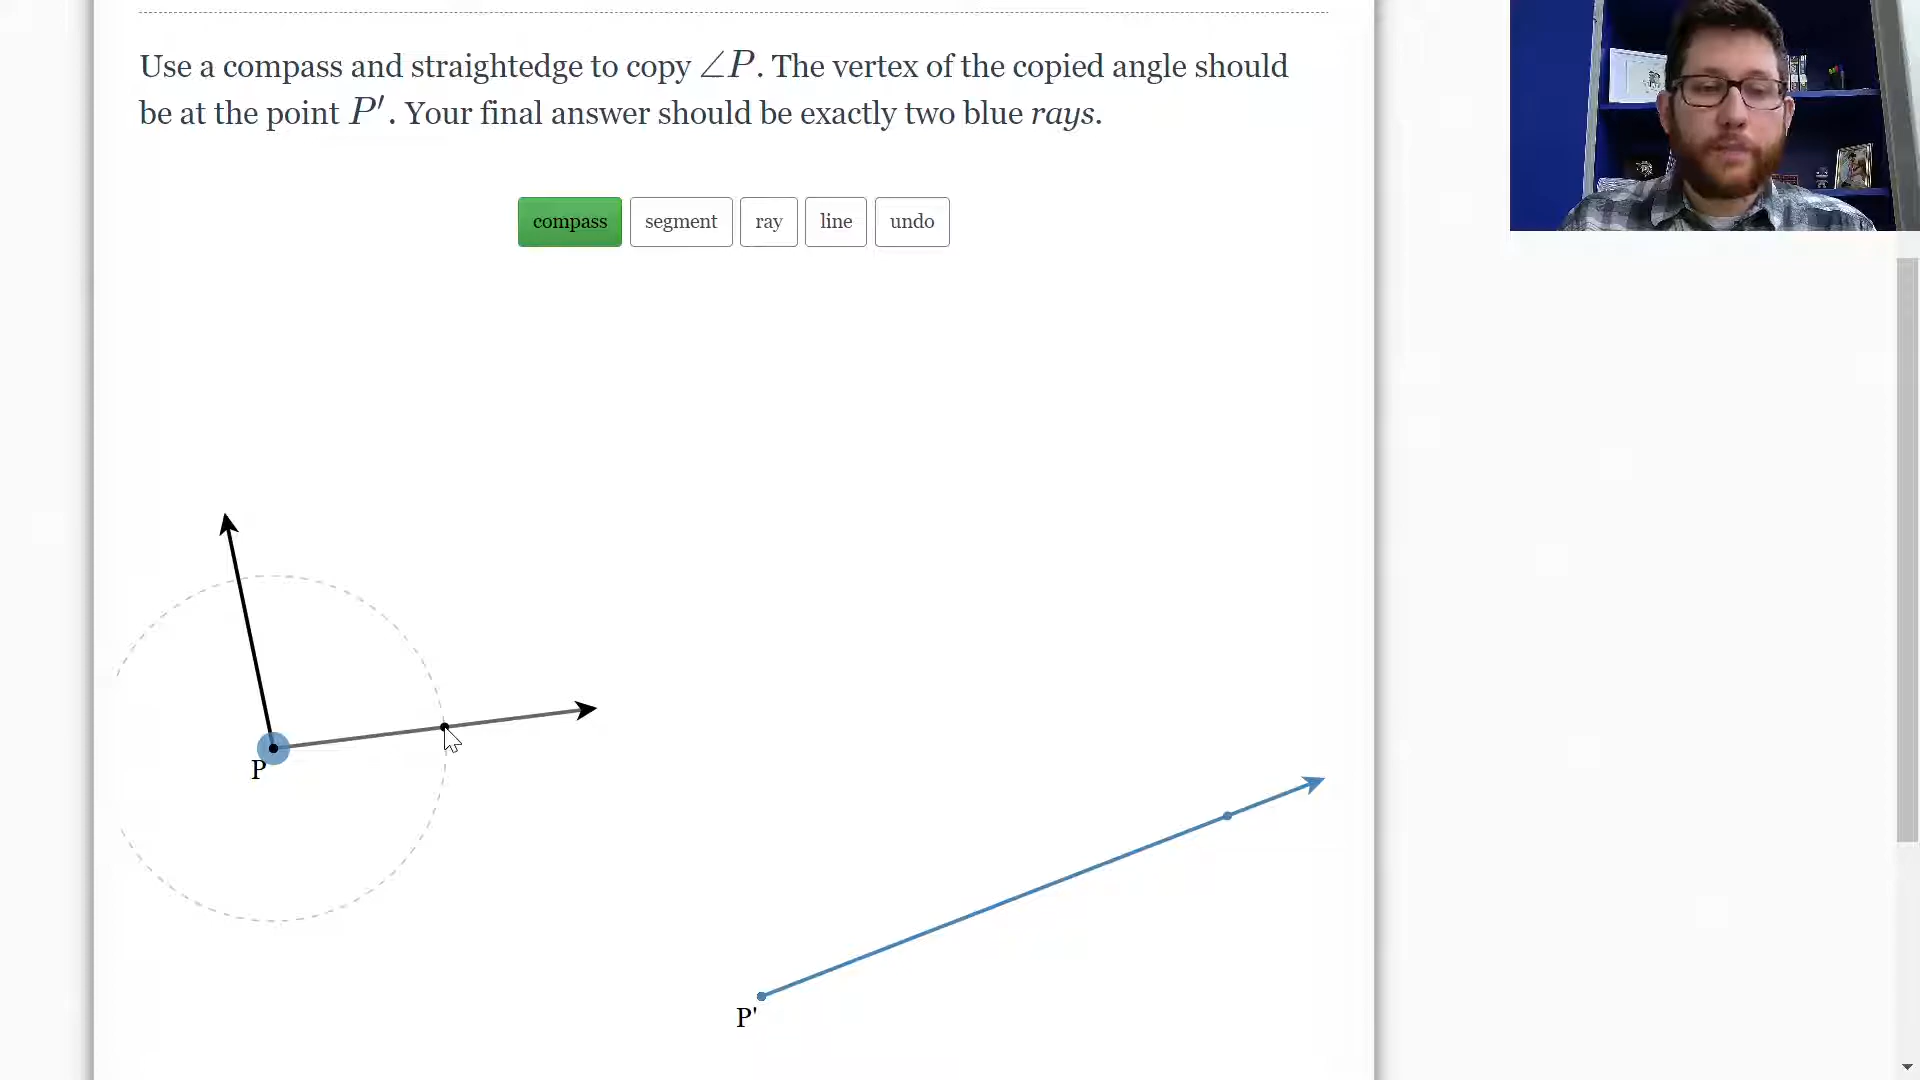 Use a compass and straightedge to copy ∠P. The vertex of the copied angle should
be at the point P′. Your final answer should be exactly two blue rays.
compass segment ray line undo
P
P'